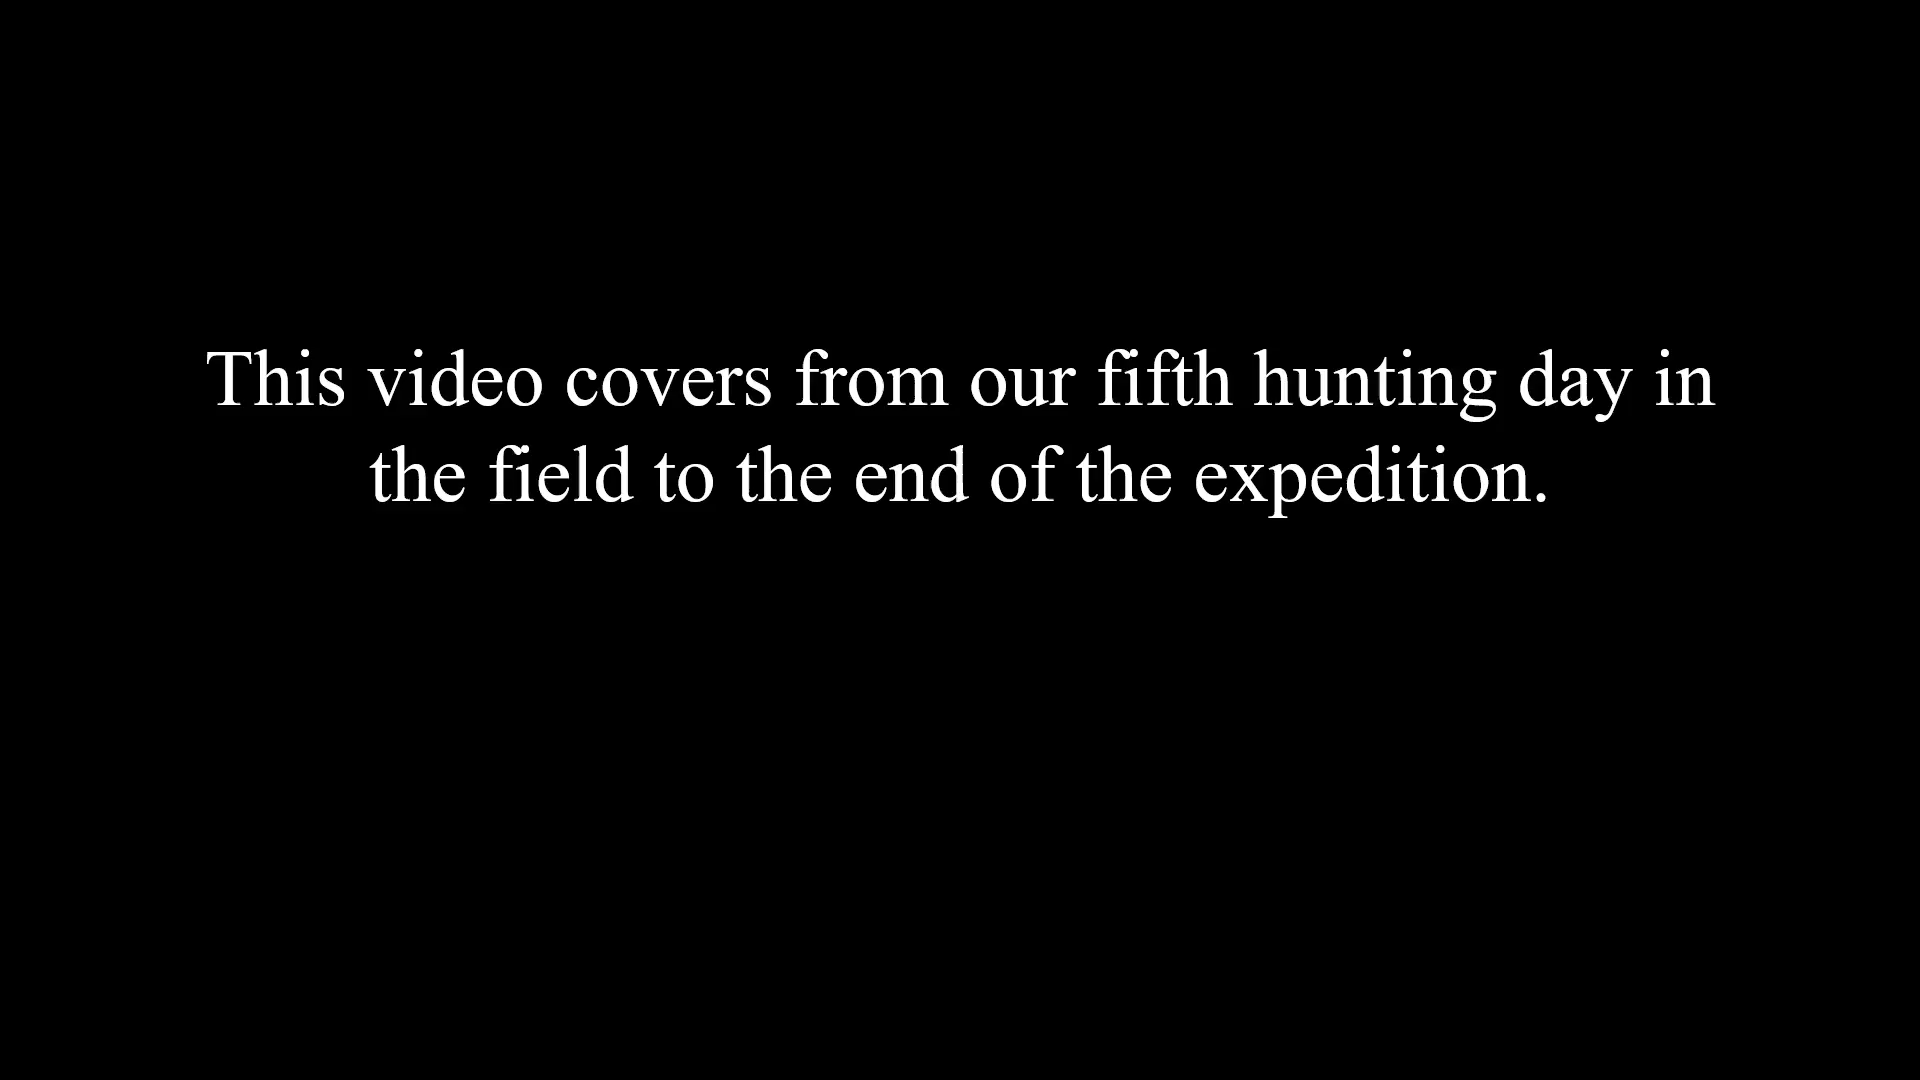 This video covers from our fifth hunting day in
the field to the end of the expedition.